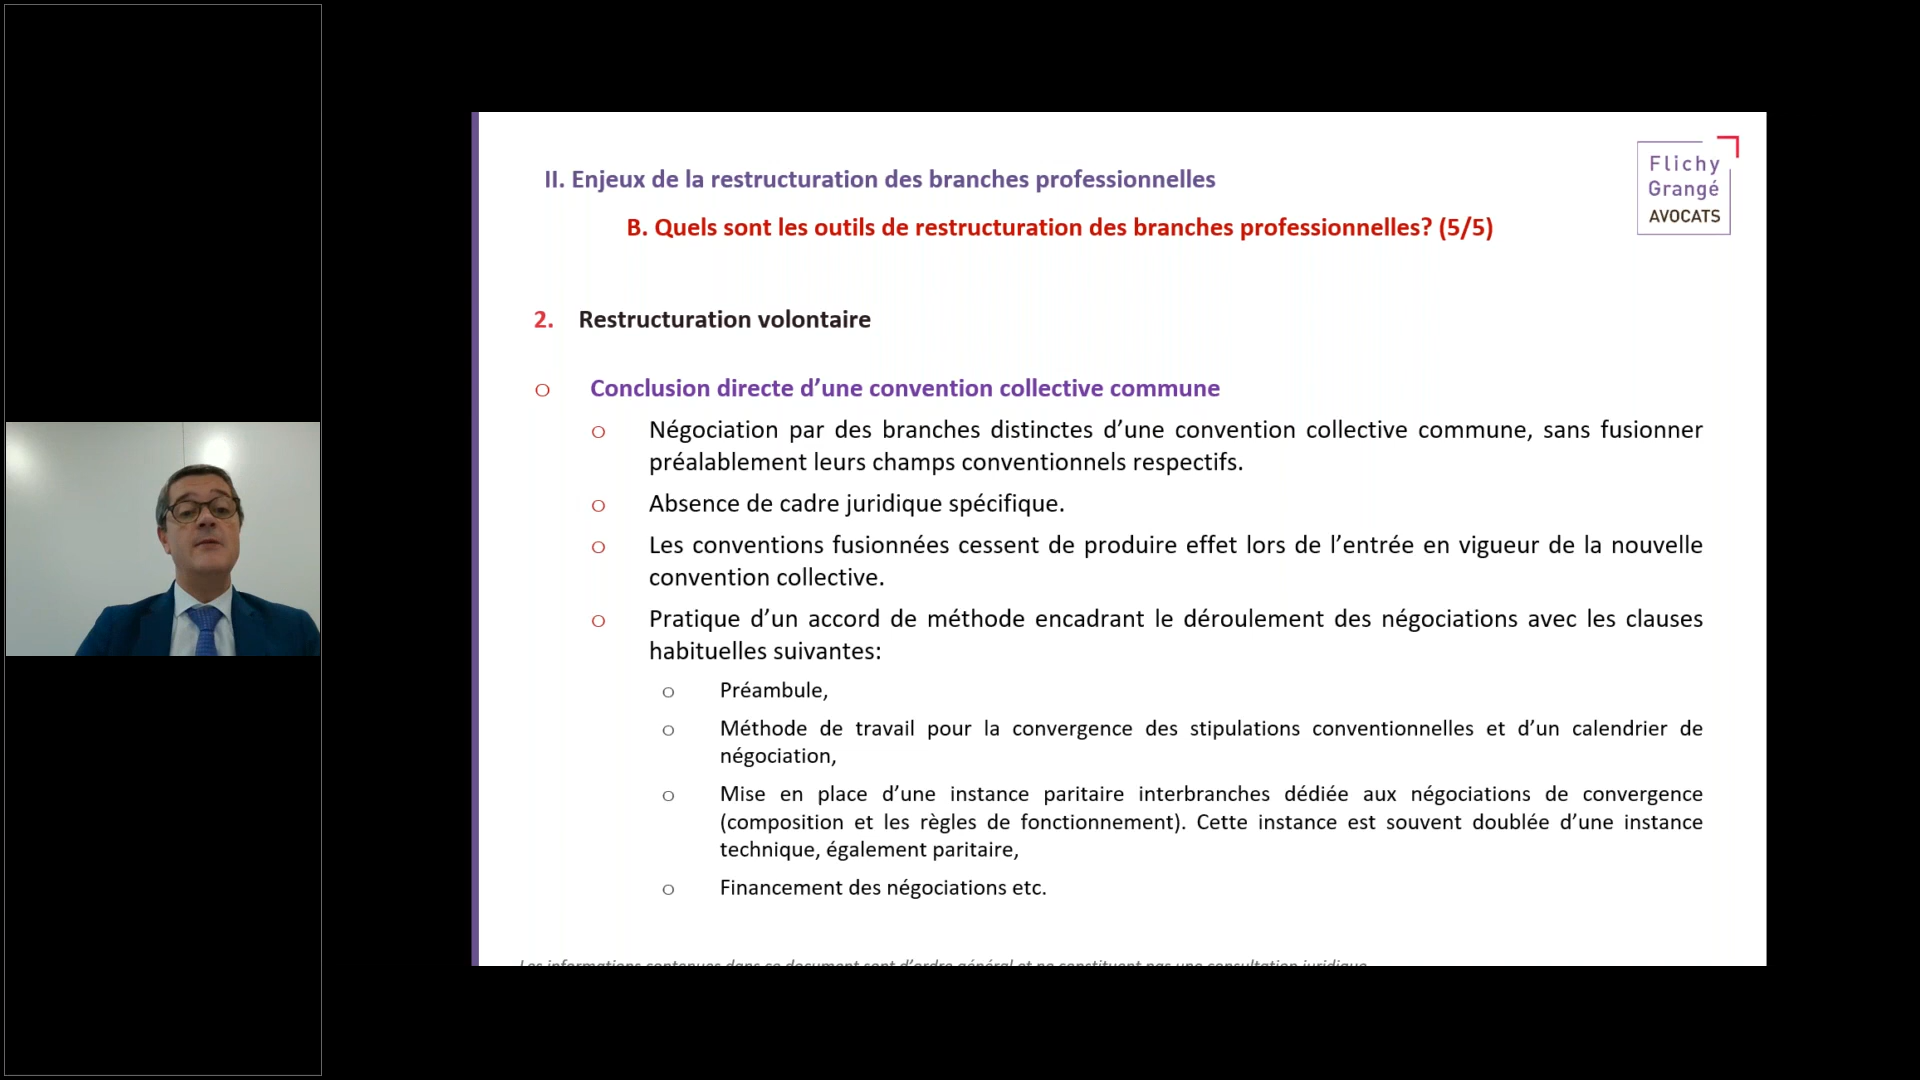 II. Enjeux de la restructuration des branches professionnelles
B. Quels sont les outils de restructuration des branches professionnelles? (5/5)
Flichy
Grangé
AVOCATS
2. Restructuration volontaire
o Conclusion directe d’une convention collective commune
o Négociation par des branches distinctes d’une convention collective commune, sans fusionner
préalablement leurs champs conventionnels respectifs.
o Absence de cadre juridique spécifique.
o Les conventions fusionnées cessent de produire effet lors de l’entrée en vigueur de la nouvelle
convention collective.
o Pratique d’un accord de méthode encadrant le déroulement des négociations avec les clauses
habituelles suivantes:
o Préambule,
o Méthode de travail pour la convergence des stipulations conventionnelles et d’un calendrier de
négociation,
o Mise en place d’une instance paritaire interbranches dédiée aux négociations de convergence
(composition et les règles de fonctionnement). Cette instance est souvent doublée d’une instance
technique, également paritaire,
o Financement des négociations etc.
Les informations contenues dans ce document sont d’ordre général et ne constituent pas une consultation juridique